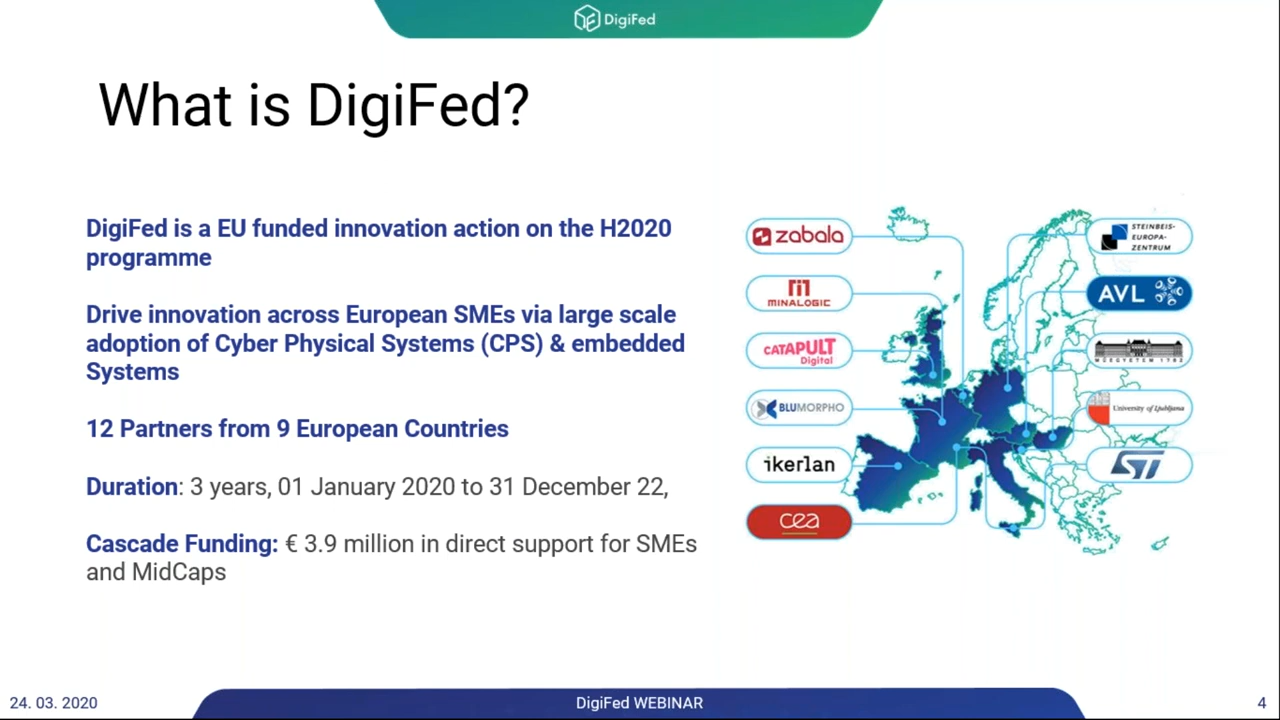 DigiFed
What is DigiFed?
DigiFed is a EU funded innovation action on the H2020
programme
Drive innovation across European SMEs via large scale
adoption of Cyber Physical Systems (CPS) & embedded
Systems
12 Partners from 9 European Countries
Duration: 3 years, 01 January 2020 to 31 December 22,
Cascade Funding: € 3.9 million in direct support for SMEs
and MidCaps
zabala
MINALOGIC
CATAPULT
Digital
BLUMORPHO
ikerlan
cea
STEINBEIS-
EUROPA-
ZENTRUM
AVL
MŰEGYETEM 1782
University of Ljubljana
ST
24. 03. 2020
DigiFed WEBINAR
4